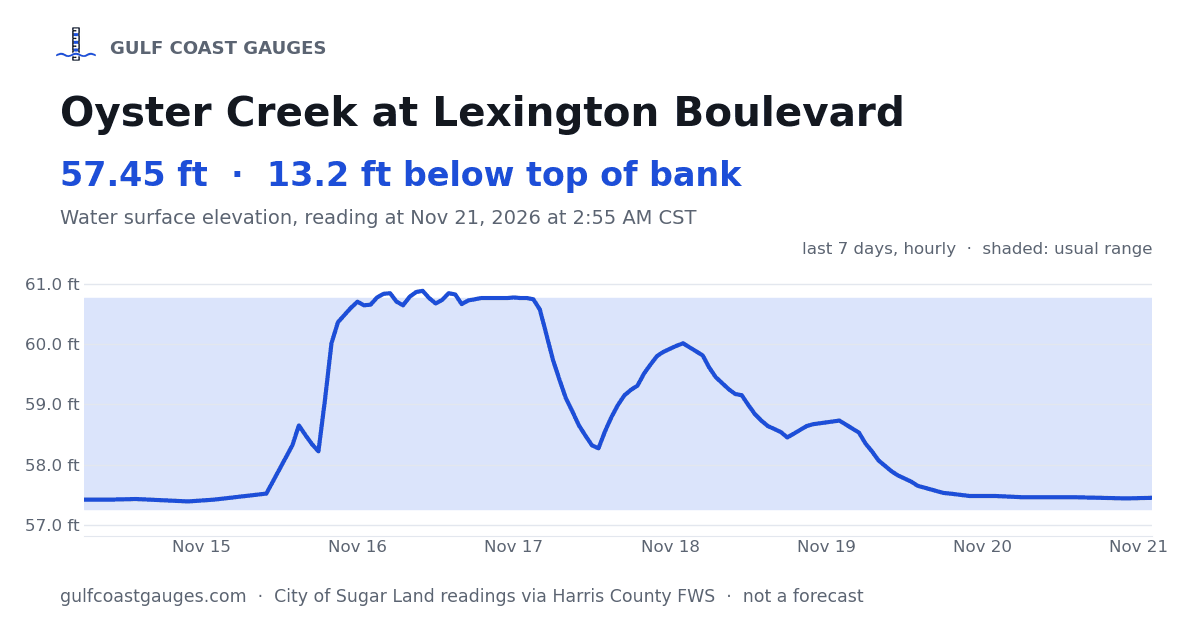 GULF COAST GAUGES
Oyster Creek at Lexington Boulevard
57.45 ft · 13.2 ft below top of bank
Water surface elevation, reading at Nov 21, 2026 at 2:55 AM CST
last 7 days, hourly · shaded: usual range
61.0 ft
60.0 ft
59.0 ft
58.0 ft
57.0 ft
Nov 15 Nov 16 Nov 17 Nov 18 Nov 19 Nov 20 Nov 21
gulfcoastgauges.com · City of Sugar Land readings via Harris County FWS · not a forecast